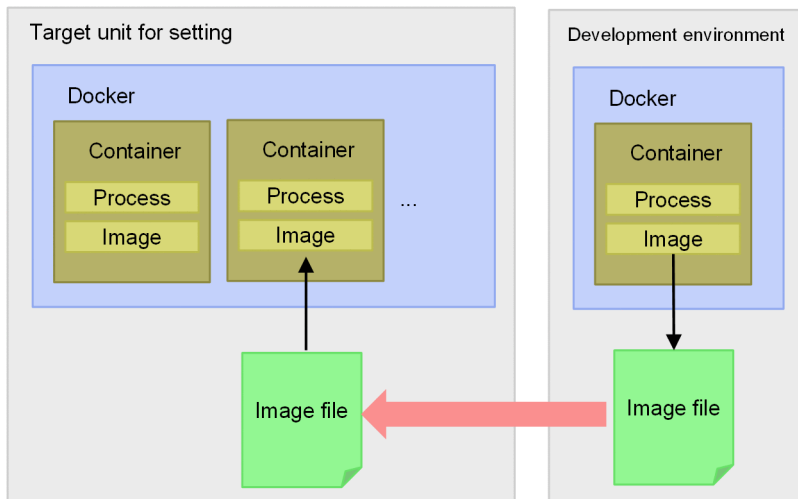 Target unit for setting
Docker
Container
Process
Image
Container
Process
Image
...
Image file
Development environment
Docker
Container
Process
Image
Image file